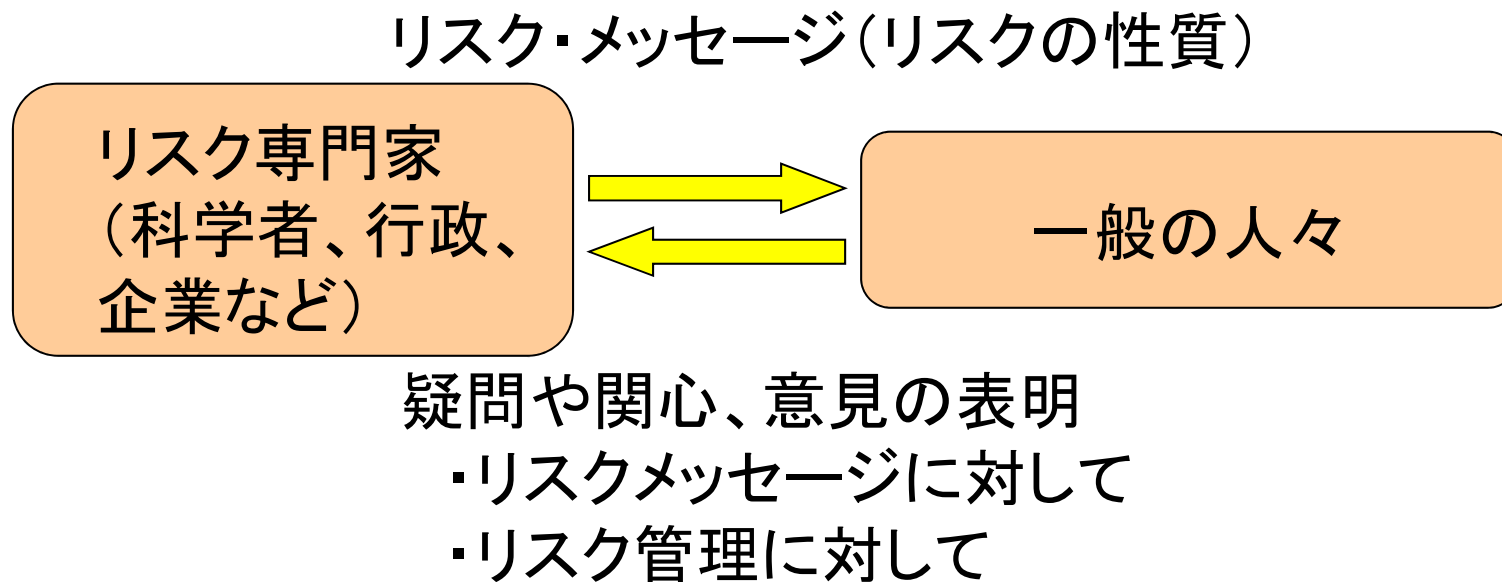 リスク・メッセージ(リスクの性質)
リスク専門家
(科学者、行政、
企業など)
一般の人々
疑問や関心、意見の表明
・リスクメッセージに対して
・リスク管理に対して